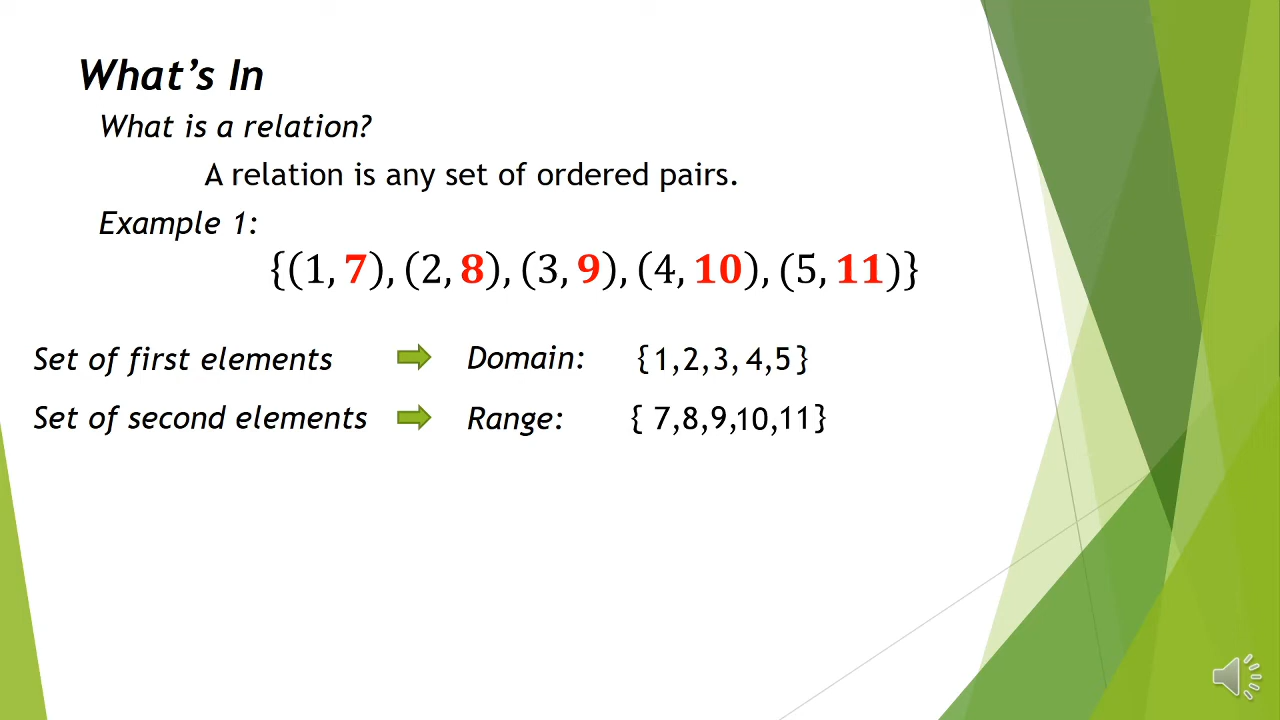 What's In
What is a relation?
A relation is any set of ordered pairs.
Example 1:
{(1, 7), (2, 8), (3, 9), (4, 10), (5, 11)}
Set of first elements Domain: {1,2,3, 4,5}
Set of second elements Range: { 7,8,9,10,11}